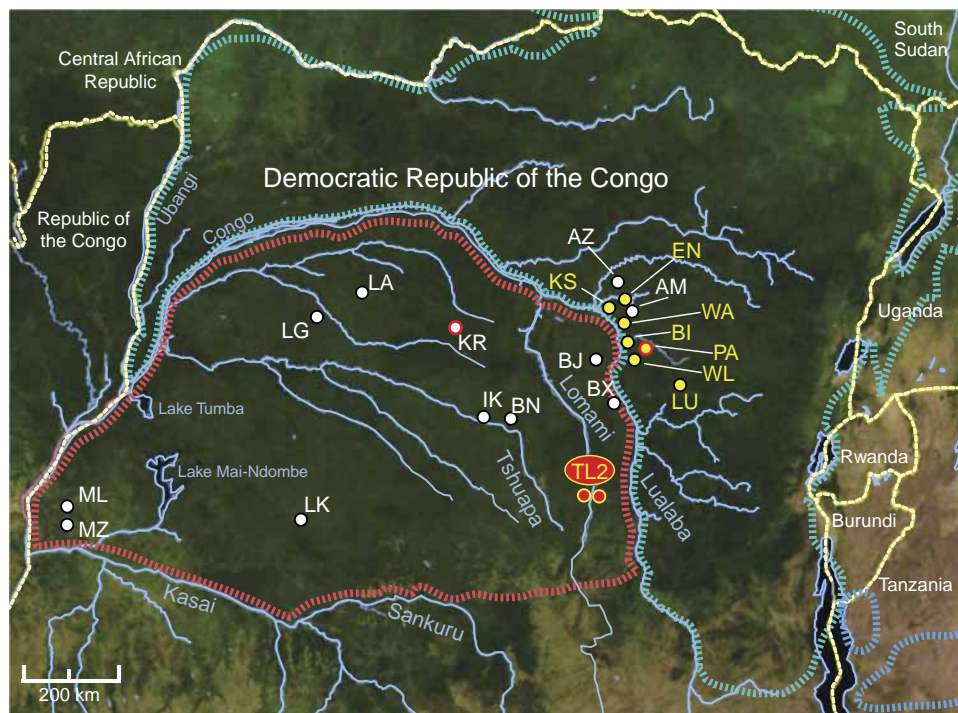 South
Sudan
Central African
Republic
Democratic Republic of the Congo
Ubangi
Republic of
the Congo
Congo
AZ
EN
KS
AM
LA
WA
Uganda
LG
BI
KR
PA
BJ
WL
BX
LU
IK
BN
Lomami
Lake Tumba
Rwanda
TL2
Lake Mai-Ndombe
Tshuapa
Lualaba
ML
LK
Burundi
MZ
Kasai
Tanzania
Sankuru
200 km